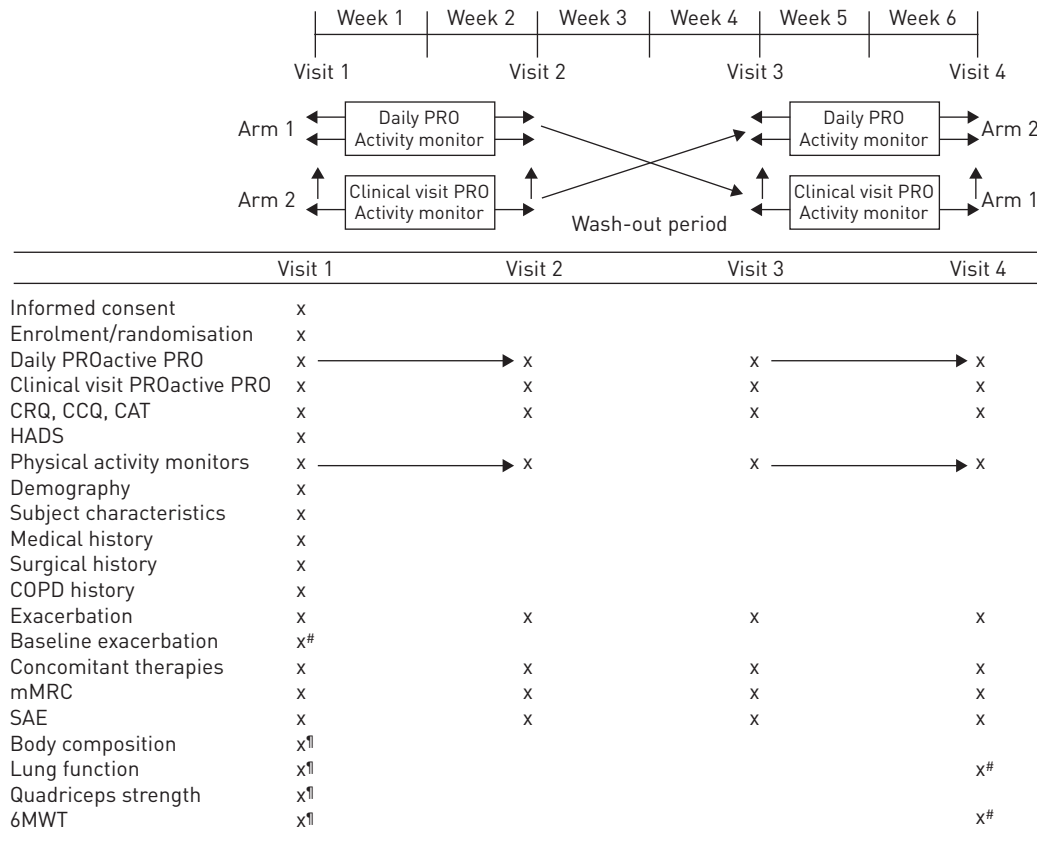 Week 1 Week 2 Week 3 Week 4 Week 5 Week 6
Visit 1 Visit 2 Visit 3 Visit 4
Arm 1 Daily PRO Activity monitor Daily PRO Activity monitor Arm 2
Arm 2 Clinical visit PRO Activity monitor Clinical visit PRO Activity monitor Arm 1
Wash-out period
Visit 1 Visit 2 Visit 3 Visit 4
Informed consent x
Enrolment/randomisation x
Daily PROactive PRO x x x x
Clinical visit PROactive PRO x x x x
CRQ, CCQ, CAT x x x x
HADS x
Physical activity monitors x x x x
Demography x
Subject characteristics x
Medical history x
Surgical history x
COPD history x
Exacerbation x x x x
Baseline exacerbation x#
Concomitant therapies x x x x
mMRC x x x x
SAE x x x x
Body composition x¶
Lung function x¶ x#
Quadriceps strength x¶
6MWT x¶ x#